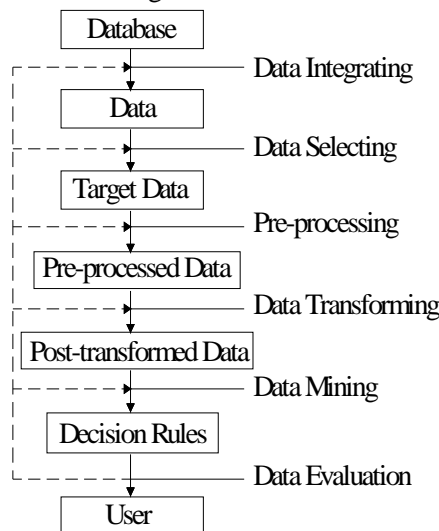 Database
Data Integrating
Data
Data Selecting
Target Data
Pre-processing
Pre-processed Data
Data Transforming
Post-transformed Data
Data Mining
Decision Rules
Data Evaluation
User